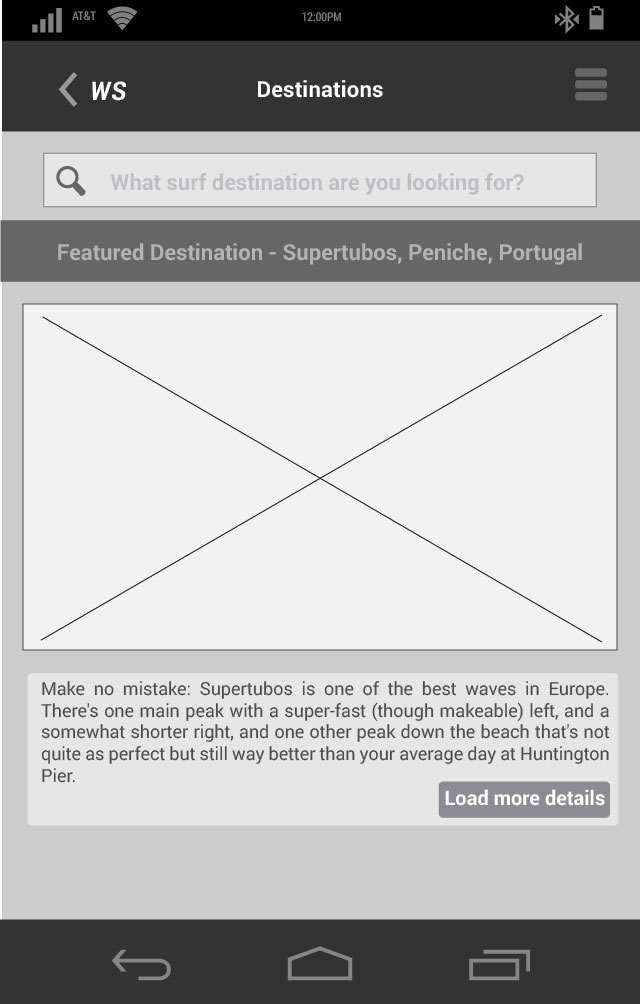 AT&T 12:00PM
WS Destinations
What surf destination are you looking for?
Featured Destination - Supertubos, Peniche, Portugal
Make no mistake: Supertubos is one of the best waves in Europe.
There's one main peak with a super-fast (though makeable) left, and a
somewhat shorter right, and one other peak down the beach that's not
quite as perfect but still way better than your average day at Huntington
Pier.
Load more details